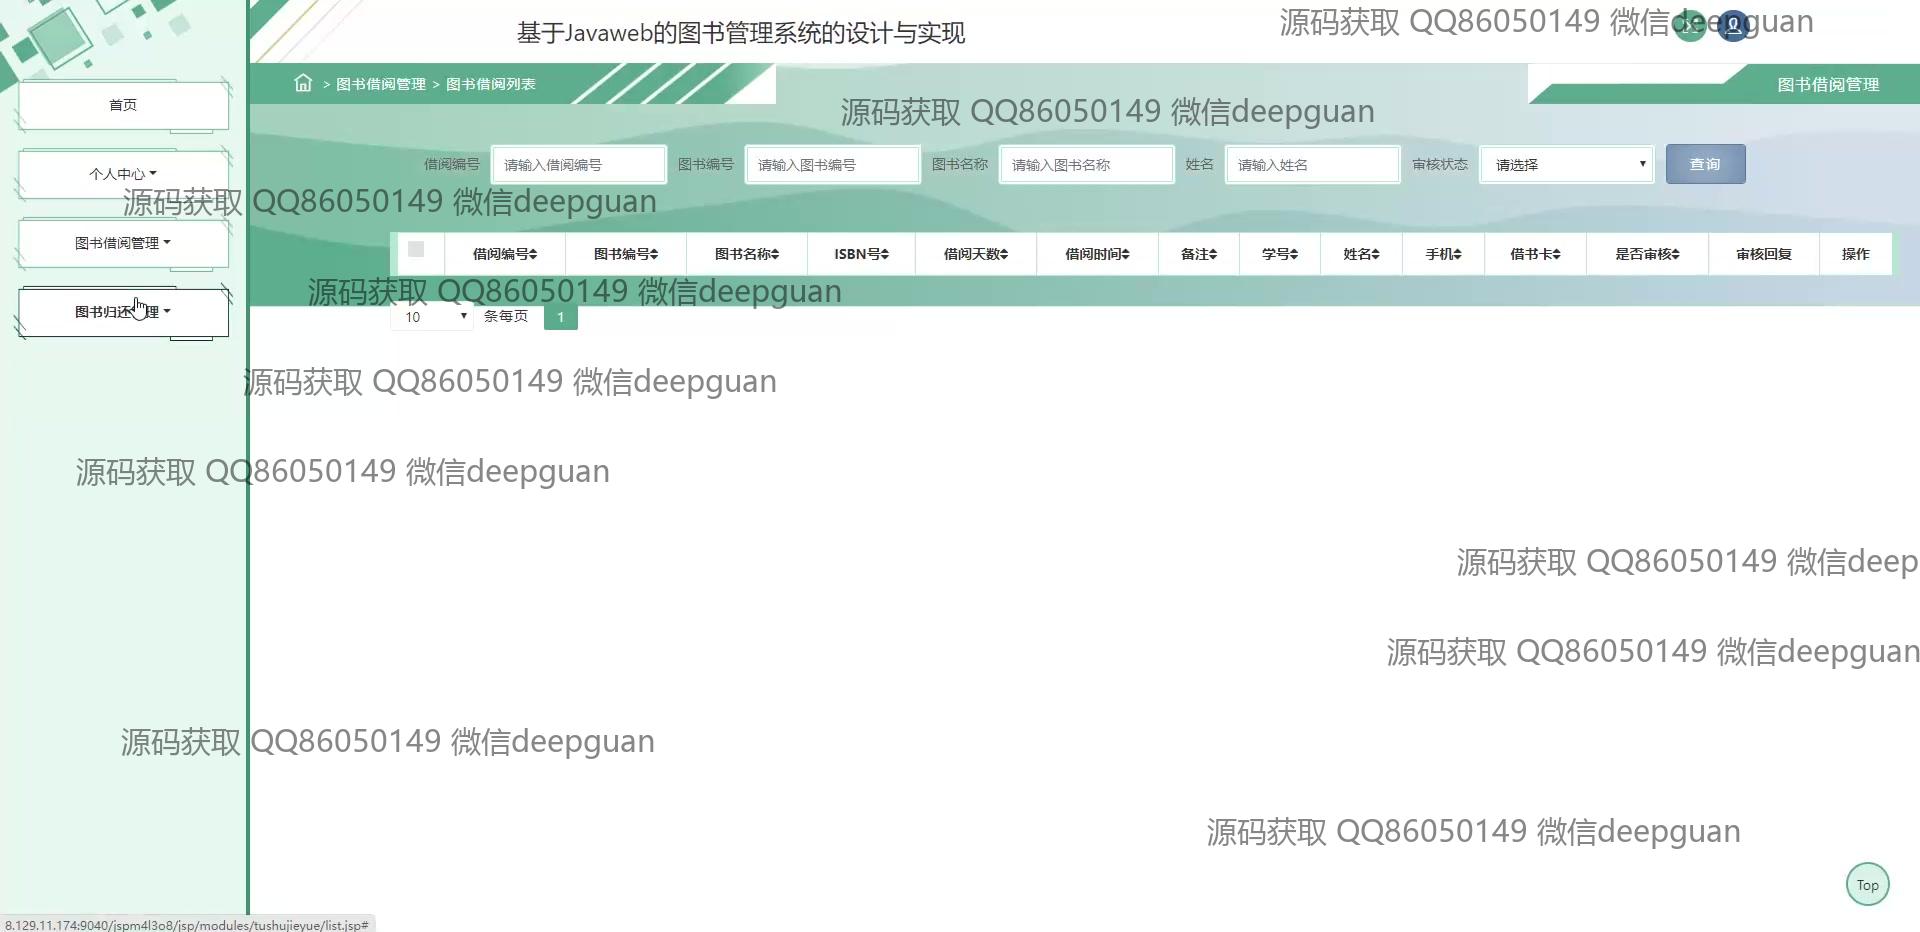 基于Javaweb的图书管理系统的设计与实现
源码获取 QQ86050149 微信deepguan
> 图书借阅管理 > 图书借阅列表
图书借阅管理
首页
源码获取 QQ86050149 微信deepguan
借阅编号 请输入借阅编号 图书编号 请输入图书编号 图书名称 请输入图书名称 姓名 请输入姓名 审核状态 请选择 查询
个人中心
源码获取 QQ86050149 微信deepguan
图书借阅管理
借阅编号 图书编号 图书名称 ISBN号 借阅天数 借阅时间 备注 学号 姓名 手机 借书卡 是否审核 审核回复 操作
源码获取 QQ86050149 微信deepguan
图书归还管理
10 条每页 1
源码获取 QQ86050149 微信deepguan
源码获取 QQ86050149 微信deepguan
源码获取 QQ86050149 微信deep
源码获取 QQ86050149 微信deepguan
源码获取 QQ86050149 微信deepguan
源码获取 QQ86050149 微信deepguan
Top
8.129.11.174:9040/jspm4l3o8/jsp/modules/tushujieyue/list.jsp#